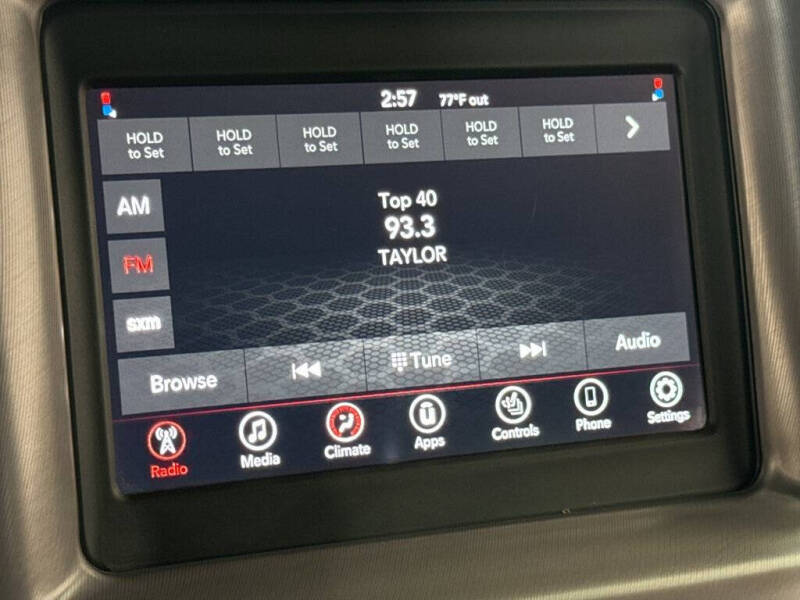 2:57 77°F out
HOLD to Set
HOLD to Set
HOLD to Set
HOLD to Set
HOLD to Set
HOLD to Set
AM
Top 40
93.3
TAYLOR
FM
sxm
Browse
Tune
Audio
Radio
Media
Climate
Apps
Controls
Phone
Settings